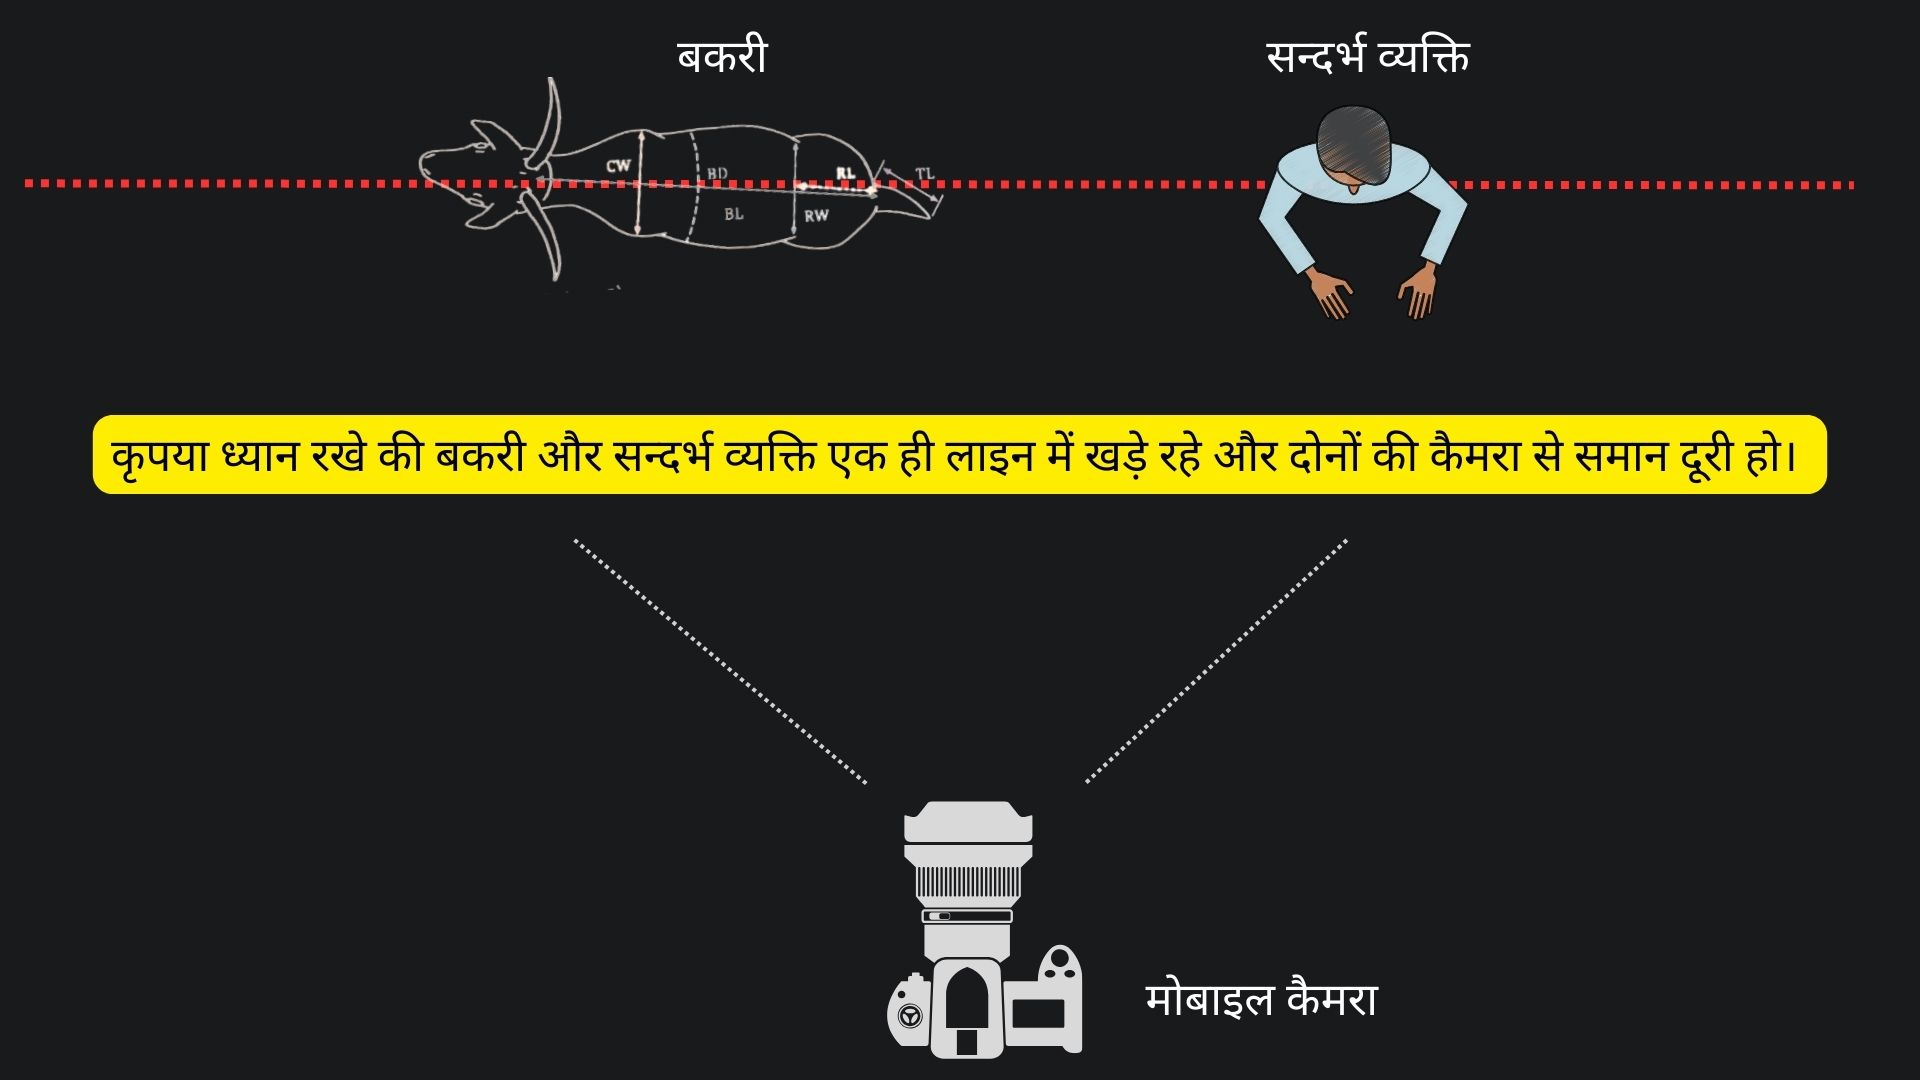 बकरी
सन्दर्भ व्यक्ति
CW
BD
RL
TL
BL
RW
कृपया ध्यान रखे की बकरी और सन्दर्भ व्यक्ति एक ही लाइन में खड़े रहे और दोनों की कैमरा से समान दूरी हो।
मोबाइल कैमरा